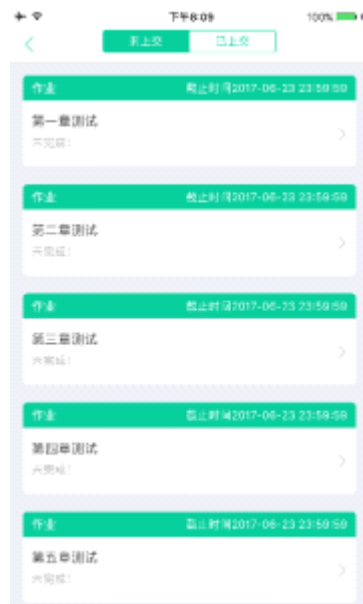 下午8:09 100%
未上交 已上交
作业 截止时间2017-06-23 23:59:59
第一章测试
未完成!
作业 截止时间2017-06-23 23:59:59
第二章测试
未完成!
作业 截止时间2017-06-23 23:59:59
第三章测试
未完成!
作业 截止时间2017-06-23 23:59:59
第四章测试
未完成!
作业 截止时间2017-06-23 23:59:59
第五章测试
未完成!